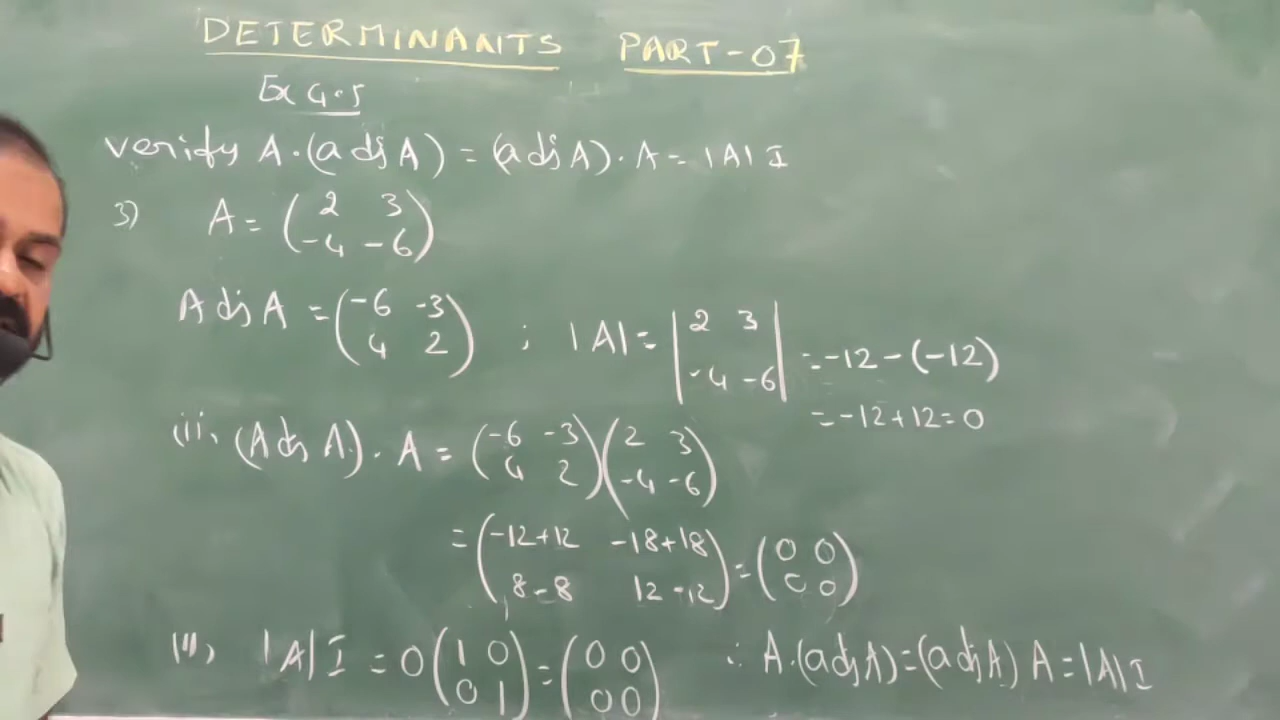 DETERMINANTS PART-07
Ex 4.5
verify A.(adj A) = (adj A). A = |A| I
3) A = ( 2 3 )
( -4 -6 )
Adj A = ( -6 -3 ) ; |A| = | 2 3 | = -12 - (-12)
( 4 2 ) | -4 -6 | = -12 + 12 = 0
(ii), (Adj A). A = ( -6 -3 ) ( 2 3 )
( 4 2 ) ( -4 -6 )
= ( -12+12 -18+18 ) = ( 0 0 )
( 8-8 12-12 ) ( 0 0 )
|A| I = 0 ( 1 0 ) = ( 0 0 ) ∴ A.(adj A) = (adj A) A = |A| I
( 0 1 ) ( 0 0 )